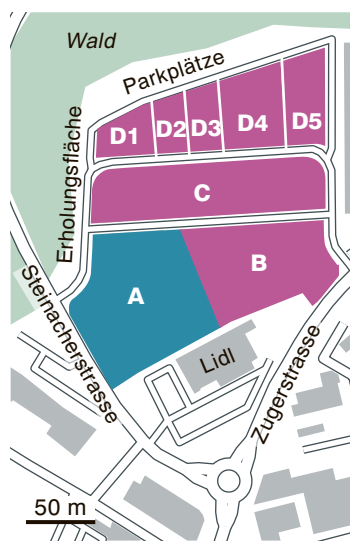 Wald
Parkplätze
D1
D2
D3
D4
D5
Erholungsfläche
C
A
B
Steinacherstrasse
Lidl
Zugerstrasse
50 m